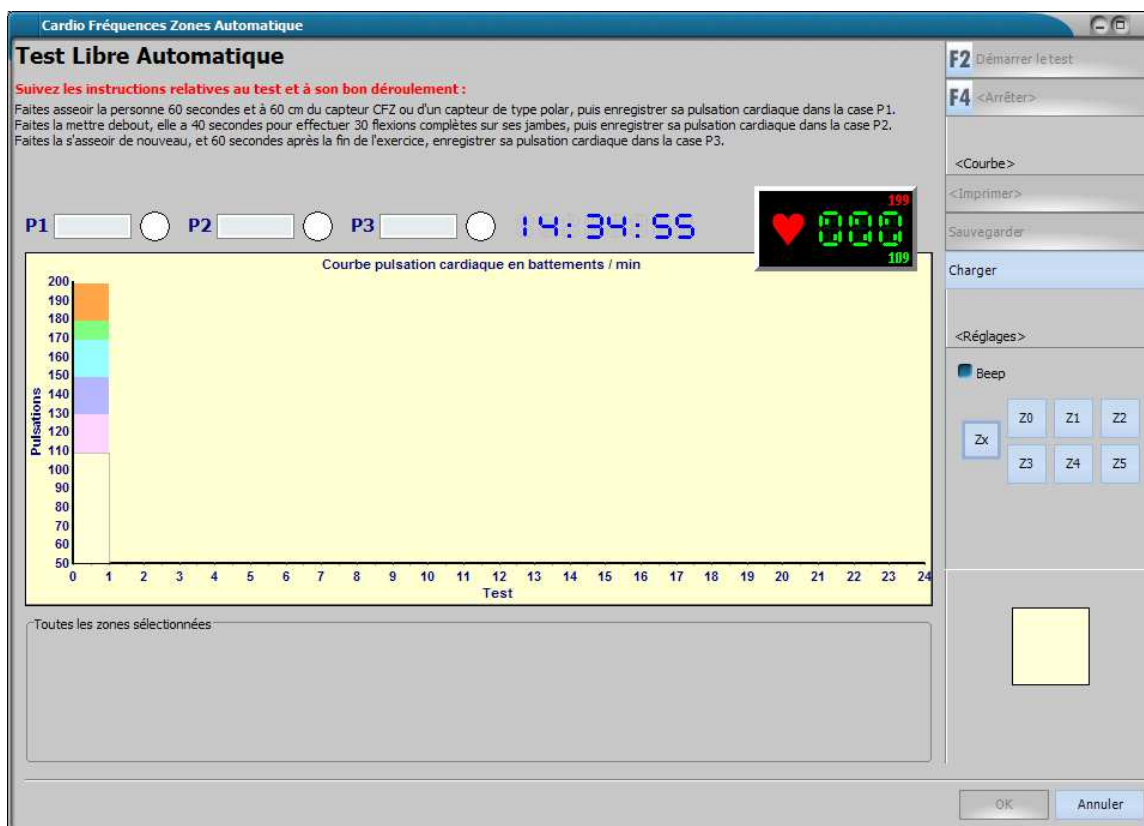 Cardio Fréquences Zones Automatique
Test Libre Automatique
Suivez les instructions relatives au test et à son bon déroulement :
Faites asseoir la personne 60 secondes et à 60 cm du capteur CFZ ou d'un capteur de type polar, puis enregistrer sa pulsation cardiaque dans la case P1.
Faites la mettre debout, elle a 40 secondes pour effectuer 30 flexions complètes sur ses jambes, puis enregistrer sa pulsation cardiaque dans la case P2.
Faites la s'asseoir de nouveau, et 60 secondes après la fin de l'exercice, enregistrer sa pulsation cardiaque dans la case P3.
F2 Démarrer le test
F4 <Arrêter>
<Courbe>
<Imprimer>
Sauvegarder
Charger
<Réglages>
Beep
Zx
Z0 Z1 Z2
Z3 Z4 Z5
P1 P2 P3 14:34:55
199
000
109
Courbe pulsation cardiaque en battements / min
Pulsations
200
190
180
170
160
150
140
130
120
110
100
90
80
70
60
50
0 1 2 3 4 5 6 7 8 9 10 11 12 13 14 15 16 17 18 19 20 21 22 23 24
Test
Toutes les zones sélectionnées
OK Annuler